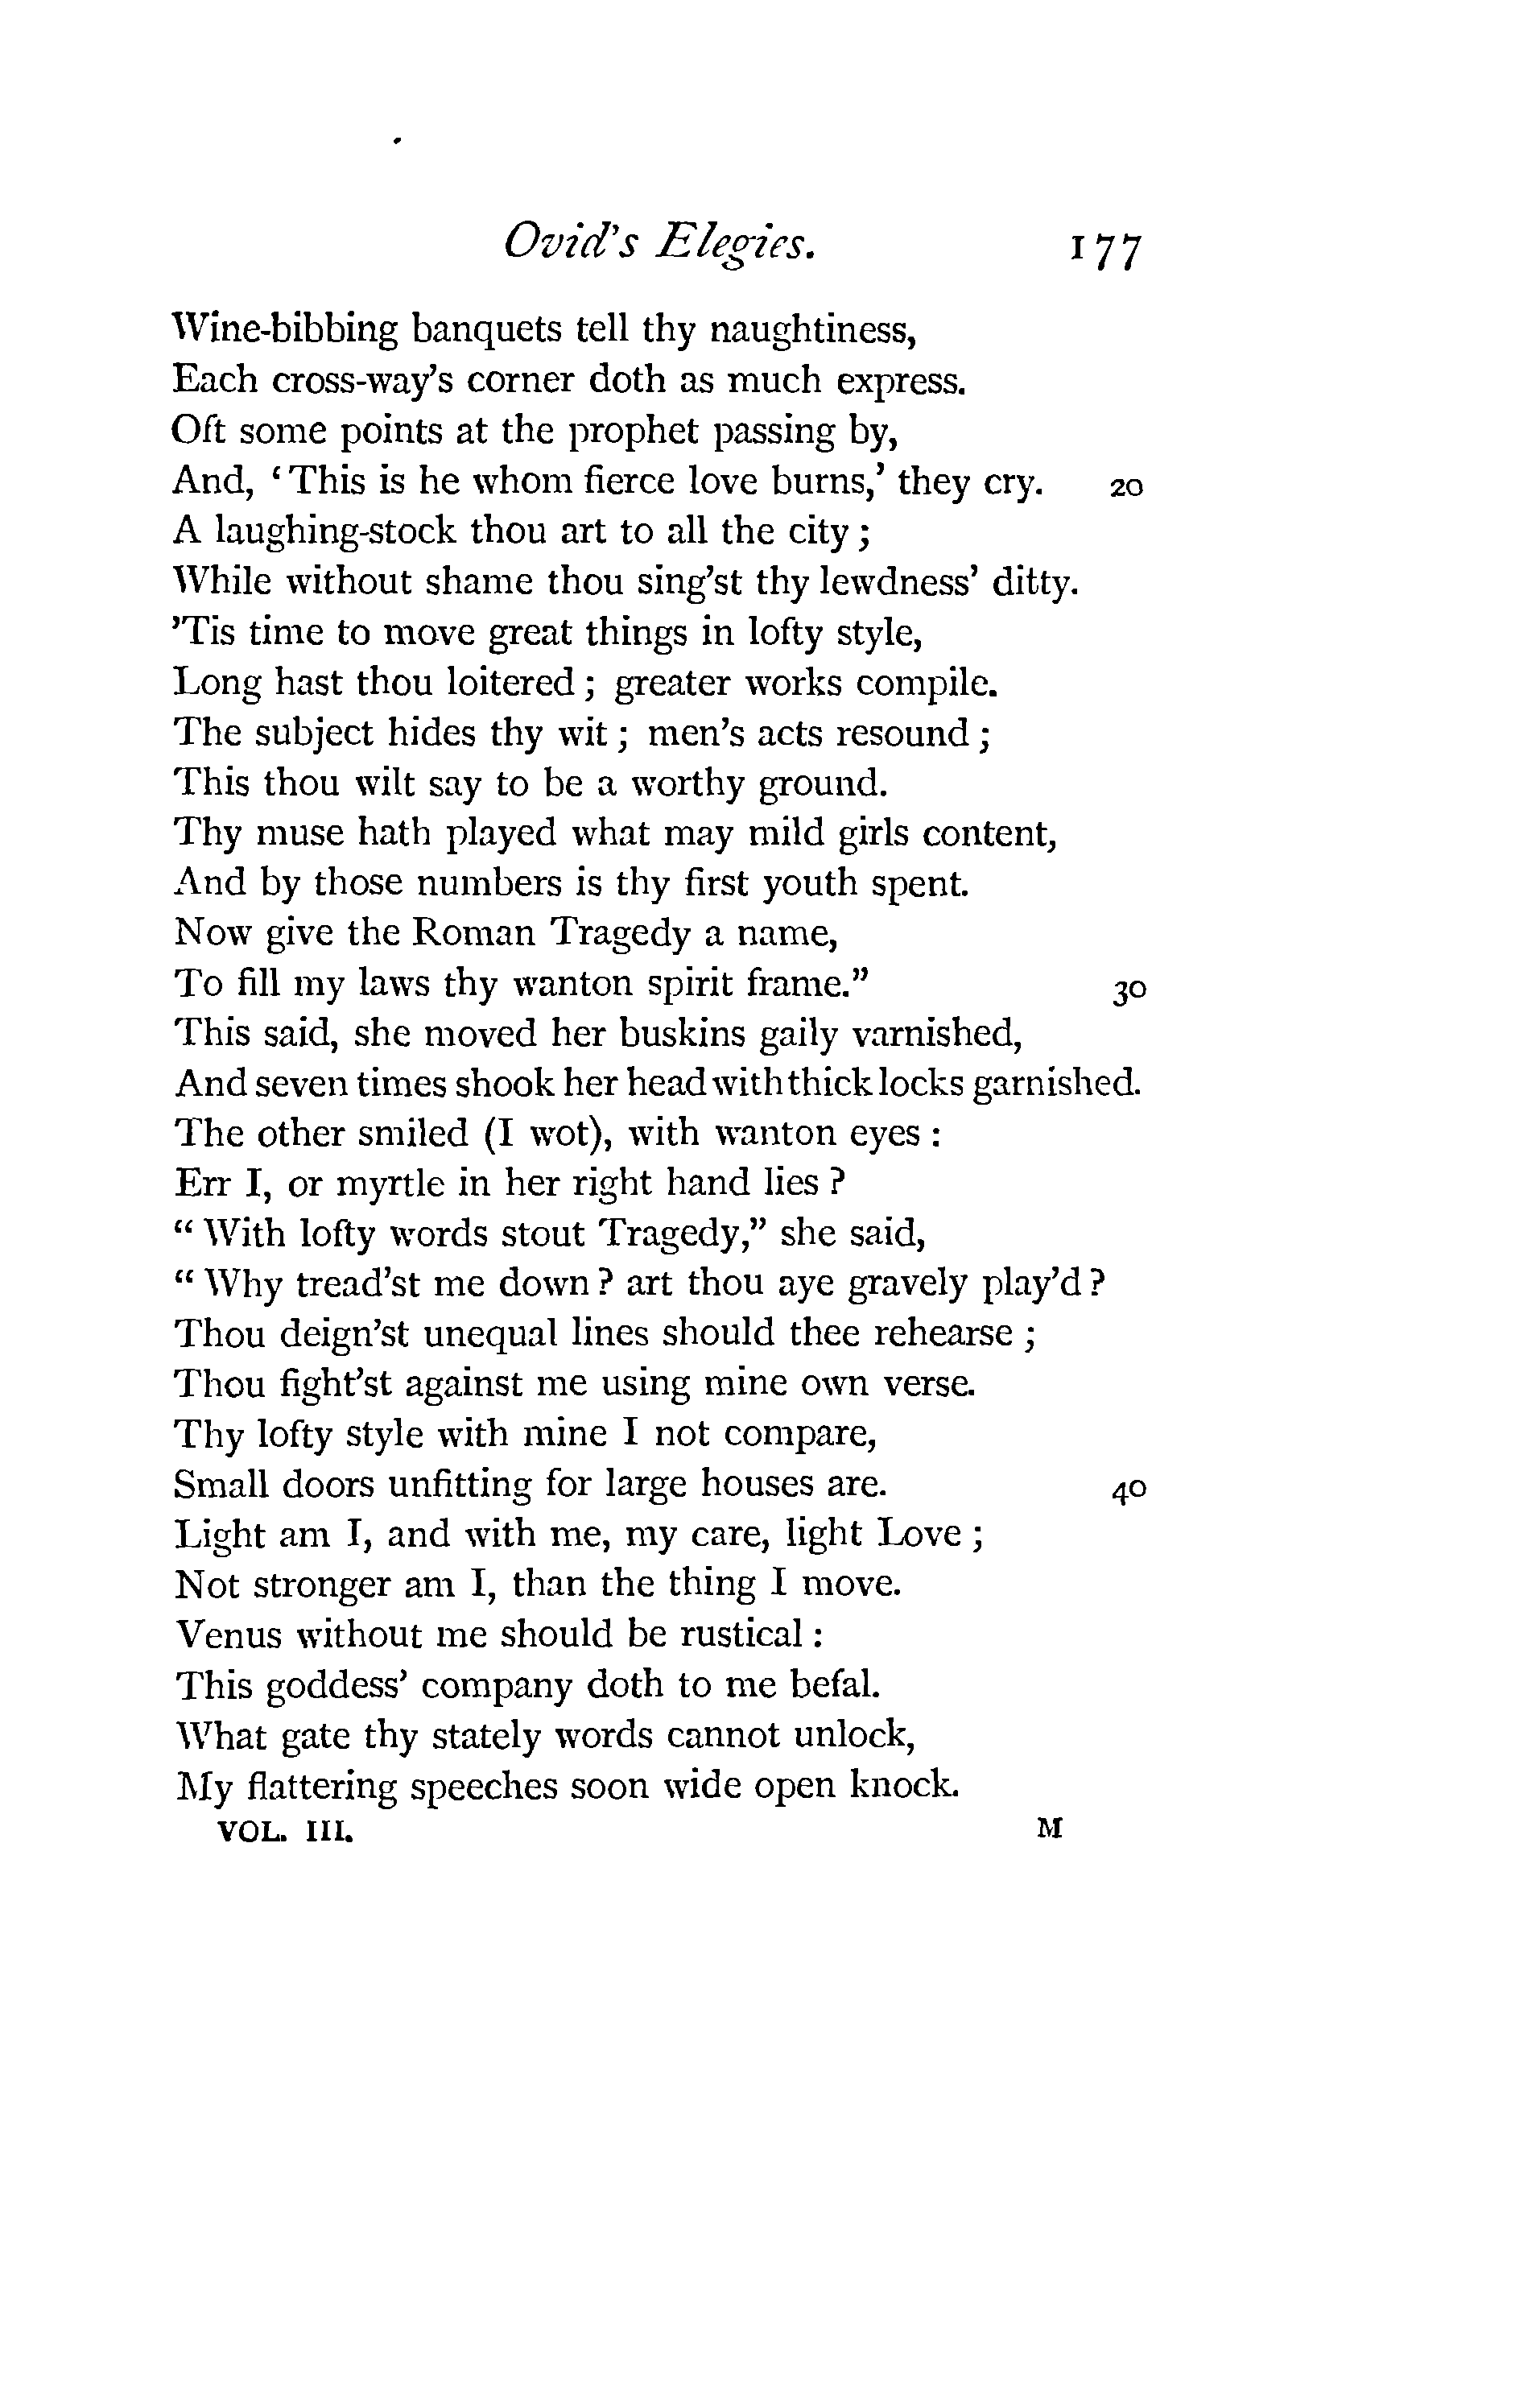 Ovid's Elegies. 177
Wine-bibbing banquets tell thy naughtiness,
Each cross-way's corner doth as much express.
Oft some points at the prophet passing by,
And, ‘This is he whom fierce love burns,’ they cry. 20
A laughing-stock thou art to all the city;
While without shame thou sing'st thy lewdness' ditty.
'Tis time to move great things in lofty style,
Long hast thou loitered; greater works compile.
The subject hides thy wit; men's acts resound;
This thou wilt say to be a worthy ground.
Thy muse hath played what may mild girls content,
And by those numbers is thy first youth spent.
Now give the Roman Tragedy a name,
To fill my laws thy wanton spirit frame.” 30
This said, she moved her buskins gaily varnished,
And seven times shook her head with thick locks garnished.
The other smiled (I wot), with wanton eyes:
Err I, or myrtle in her right hand lies?
“With lofty words stout Tragedy,” she said,
“Why tread'st me down? art thou aye gravely play'd?
Thou deign'st unequal lines should thee rehearse;
Thou fight'st against me using mine own verse.
Thy lofty style with mine I not compare,
Small doors unfitting for large houses are. 40
Light am I, and with me, my care, light Love;
Not stronger am I, than the thing I move.
Venus without me should be rustical:
This goddess' company doth to me befal.
What gate thy stately words cannot unlock,
My flattering speeches soon wide open knock.
VOL. III. M